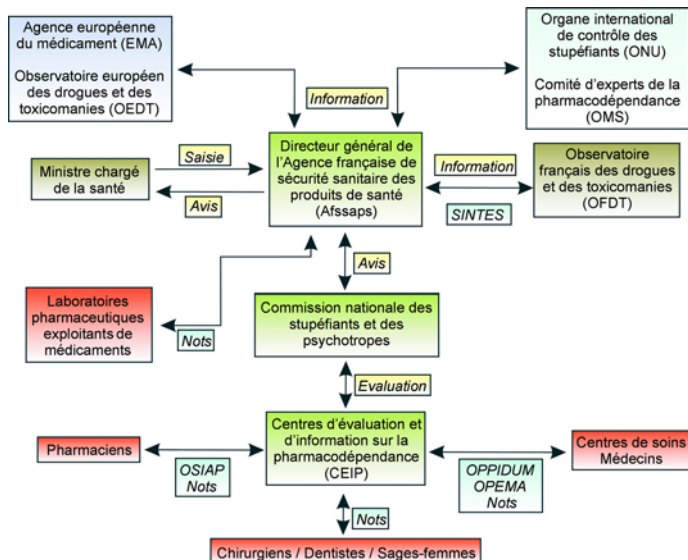 Agence européenne
du médicament (EMA)
Observatoire européen
des drogues et des
toxicomanies (OEDT)
Organe international
de contrôle des
stupéfiants (ONU)
Comité d'experts de la
pharmacodépendance
(OMS)
Information
Directeur général de
l'Agence française de
sécurité sanitaire des
produits de santé
(Afssaps)
Ministre chargé
de la santé
Saisie
Avis
Information
SINTES
Observatoire
français des drogues
et des toxicomanies
(OFDT)
Avis
Laboratoires
pharmaceutiques
exploitants de
médicaments
Nots
Commission nationale des
stupéfiants et des
psychotropes
Evaluation
Centres d'évaluation et
d'information sur la
pharmacodépendance
(CEIP)
Pharmaciens
OSIAP
Nots
OPPIDUM
OPEMA
Nots
Centres de soins
Médecins
Nots
Chirurgiens / Dentistes / Sages-femmes